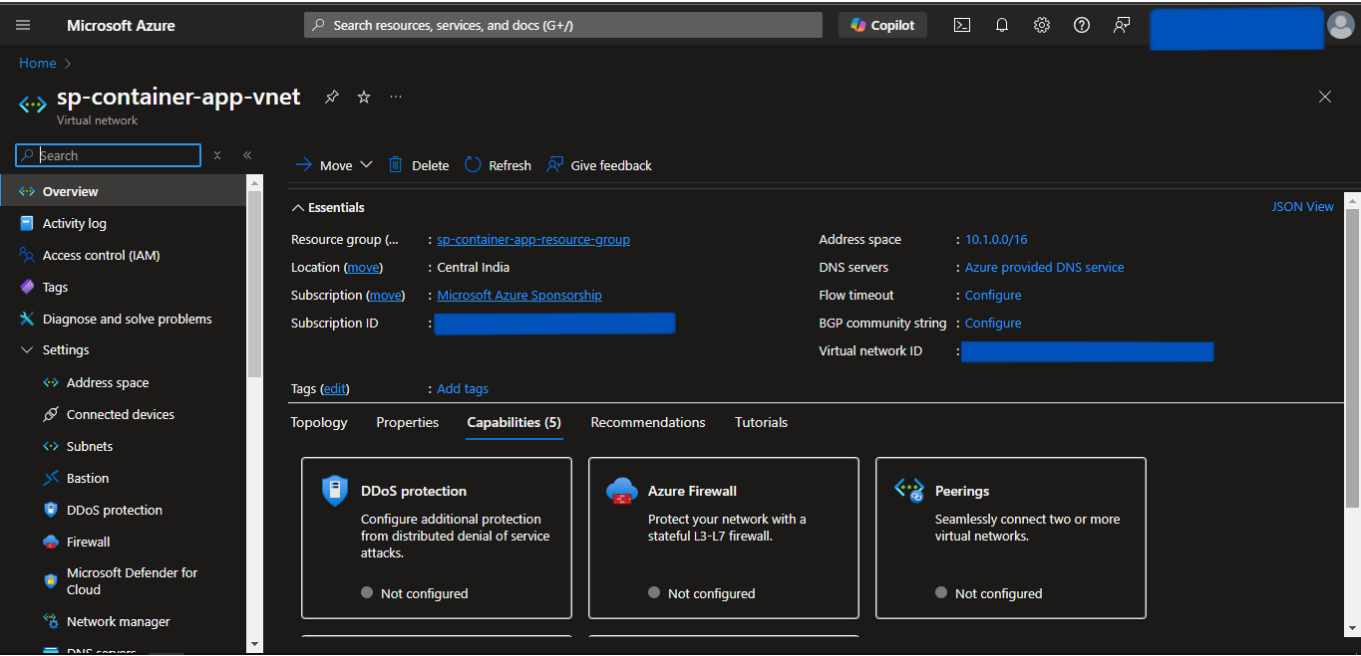 Microsoft Azure
Search resources, services, and docs (G+/)
Copilot
Home >
sp-container-app-vnet
Virtual network
Search
Move
Delete
Refresh
Give feedback
Overview
Activity log
Access control (IAM)
Tags
Diagnose and solve problems
Settings
Address space
Connected devices
Subnets
Bastion
DDoS protection
Firewall
Microsoft Defender for
Cloud
Network manager
DNS servers
Essentials
JSON View
Resource group (... : sp-container-app-resource-group
Location (move) : Central India
Subscription (move) : Microsoft Azure Sponsorship
Subscription ID :
Address space : 10.1.0.0/16
DNS servers : Azure provided DNS service
Flow timeout : Configure
BGP community string : Configure
Virtual network ID :
Tags (edit) : Add tags
Topology Properties Capabilities (5) Recommendations Tutorials
DDoS protection
Configure additional protection
from distributed denial of service
attacks.
Not configured
Azure Firewall
Protect your network with a
stateful L3-L7 firewall.
Not configured
Peerings
Seamlessly connect two or more
virtual networks.
Not configured